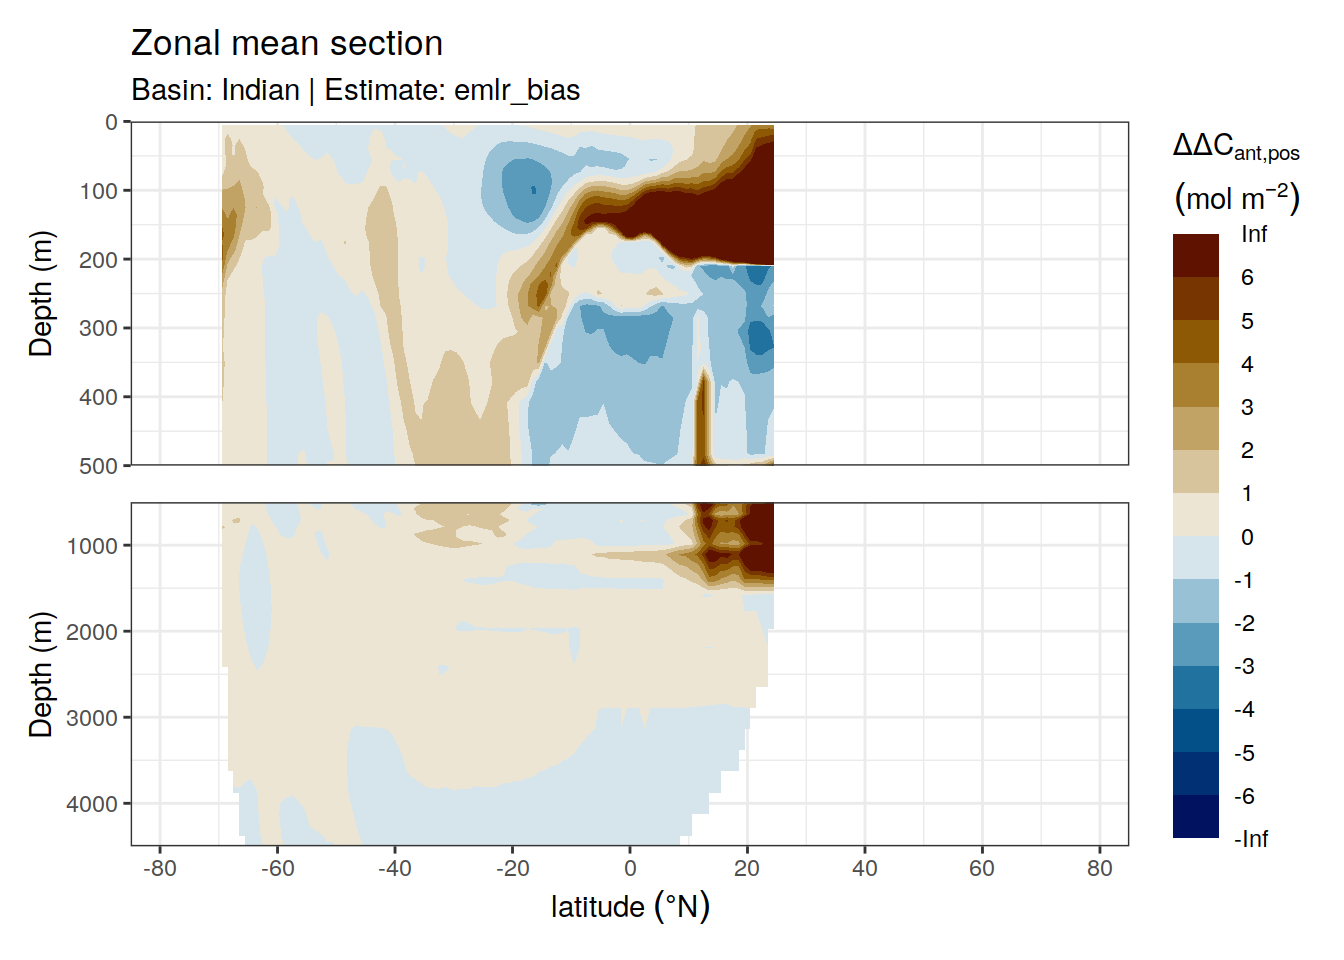 Zonal mean section
Basin: Indian | Estimate: emlr_bias
ΔΔCant,pos
(mol m−2)
Inf
6
5
4
3
2
1
0
-1
-2
-3
-4
-5
-6
-Inf
Depth (m)
0
100
200
300
400
500
Depth (m)
1000
2000
3000
4000
-80 -60 -40 -20 0 20 40 60 80
latitude (°N)